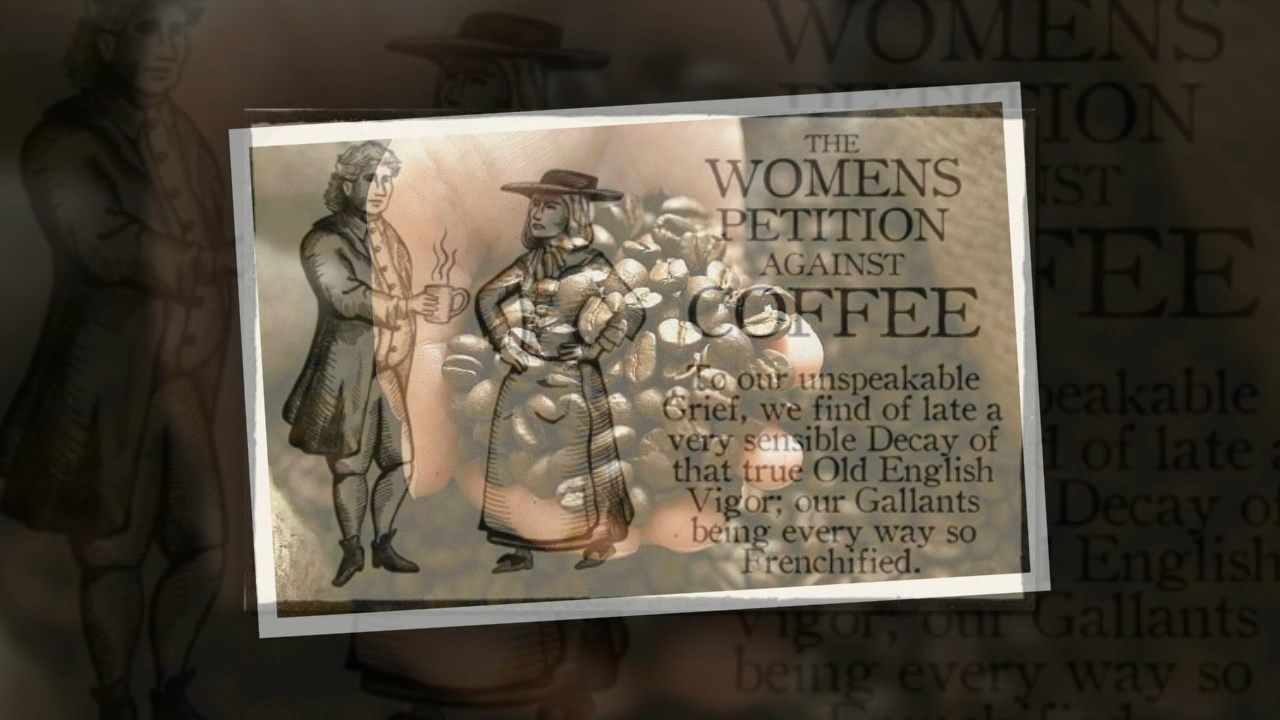 THE
WOMENS
PETITION
AGAINST
COFFEE
To our unspeakable
Grief, we find of late a
very sensible Decay of
that true Old English
Vigor; our Gallants
being every way so
Frenchified.